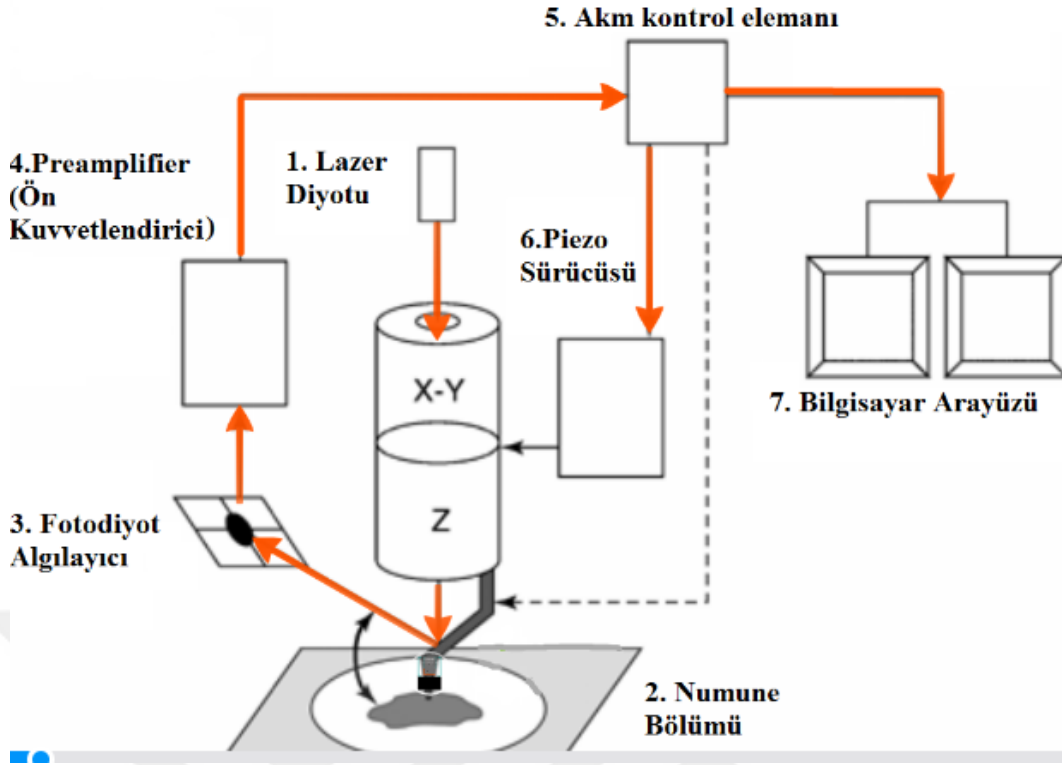 5. Akm kontrol elemanı
4.Preamplifier
(Ön
Kuvvetlendirici)
1. Lazer
Diyotu
6.Piezo
Sürücüsü
X-Y
7. Bilgisayar Arayüzü
Z
3. Fotodiyot
Algılayıcı
2. Numune
Bölümü